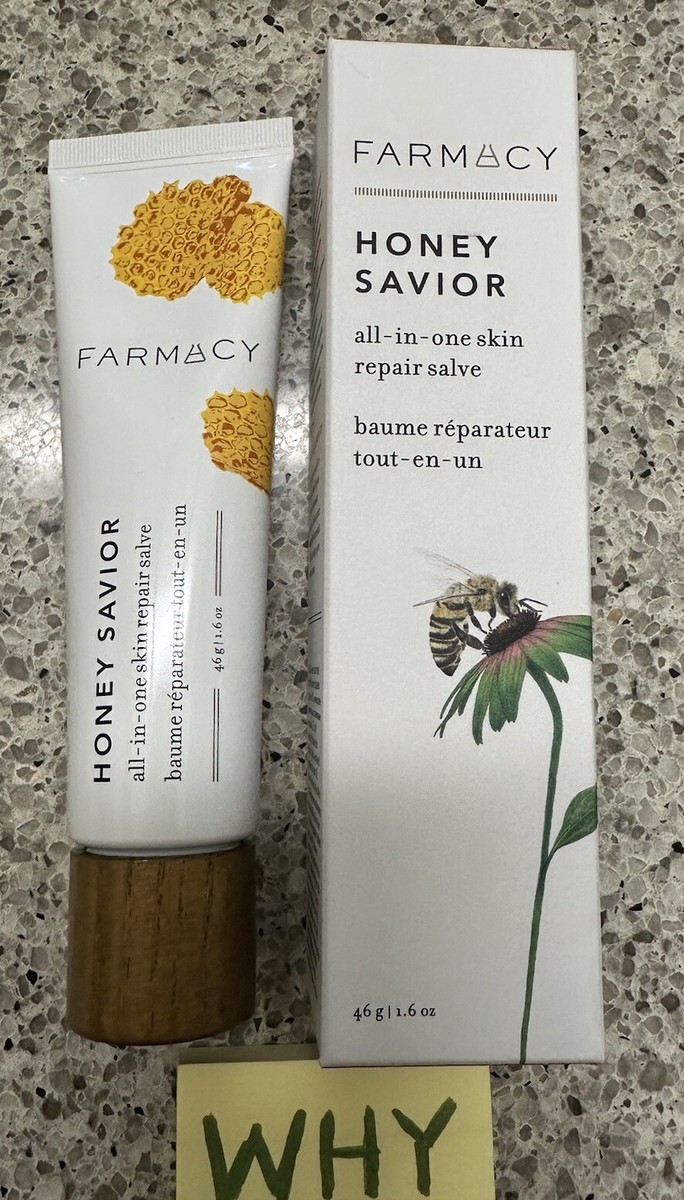 FARMACY
HONEY SAVIOR
all-in-one skin repair salve
baume réparateur tout-en-un
46 g | 1.6 oz
FARMACY
HONEY
SAVIOR
all-in-one skin
repair salve
baume réparateur
tout-en-un
46 g | 1.6 oz
WHY